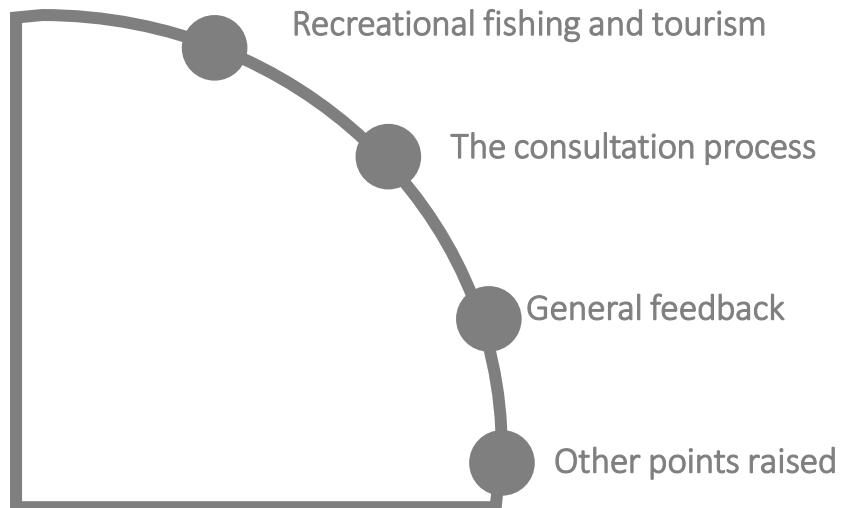 Recreational fishing and tourism
The consultation process
General feedback
Other points raised